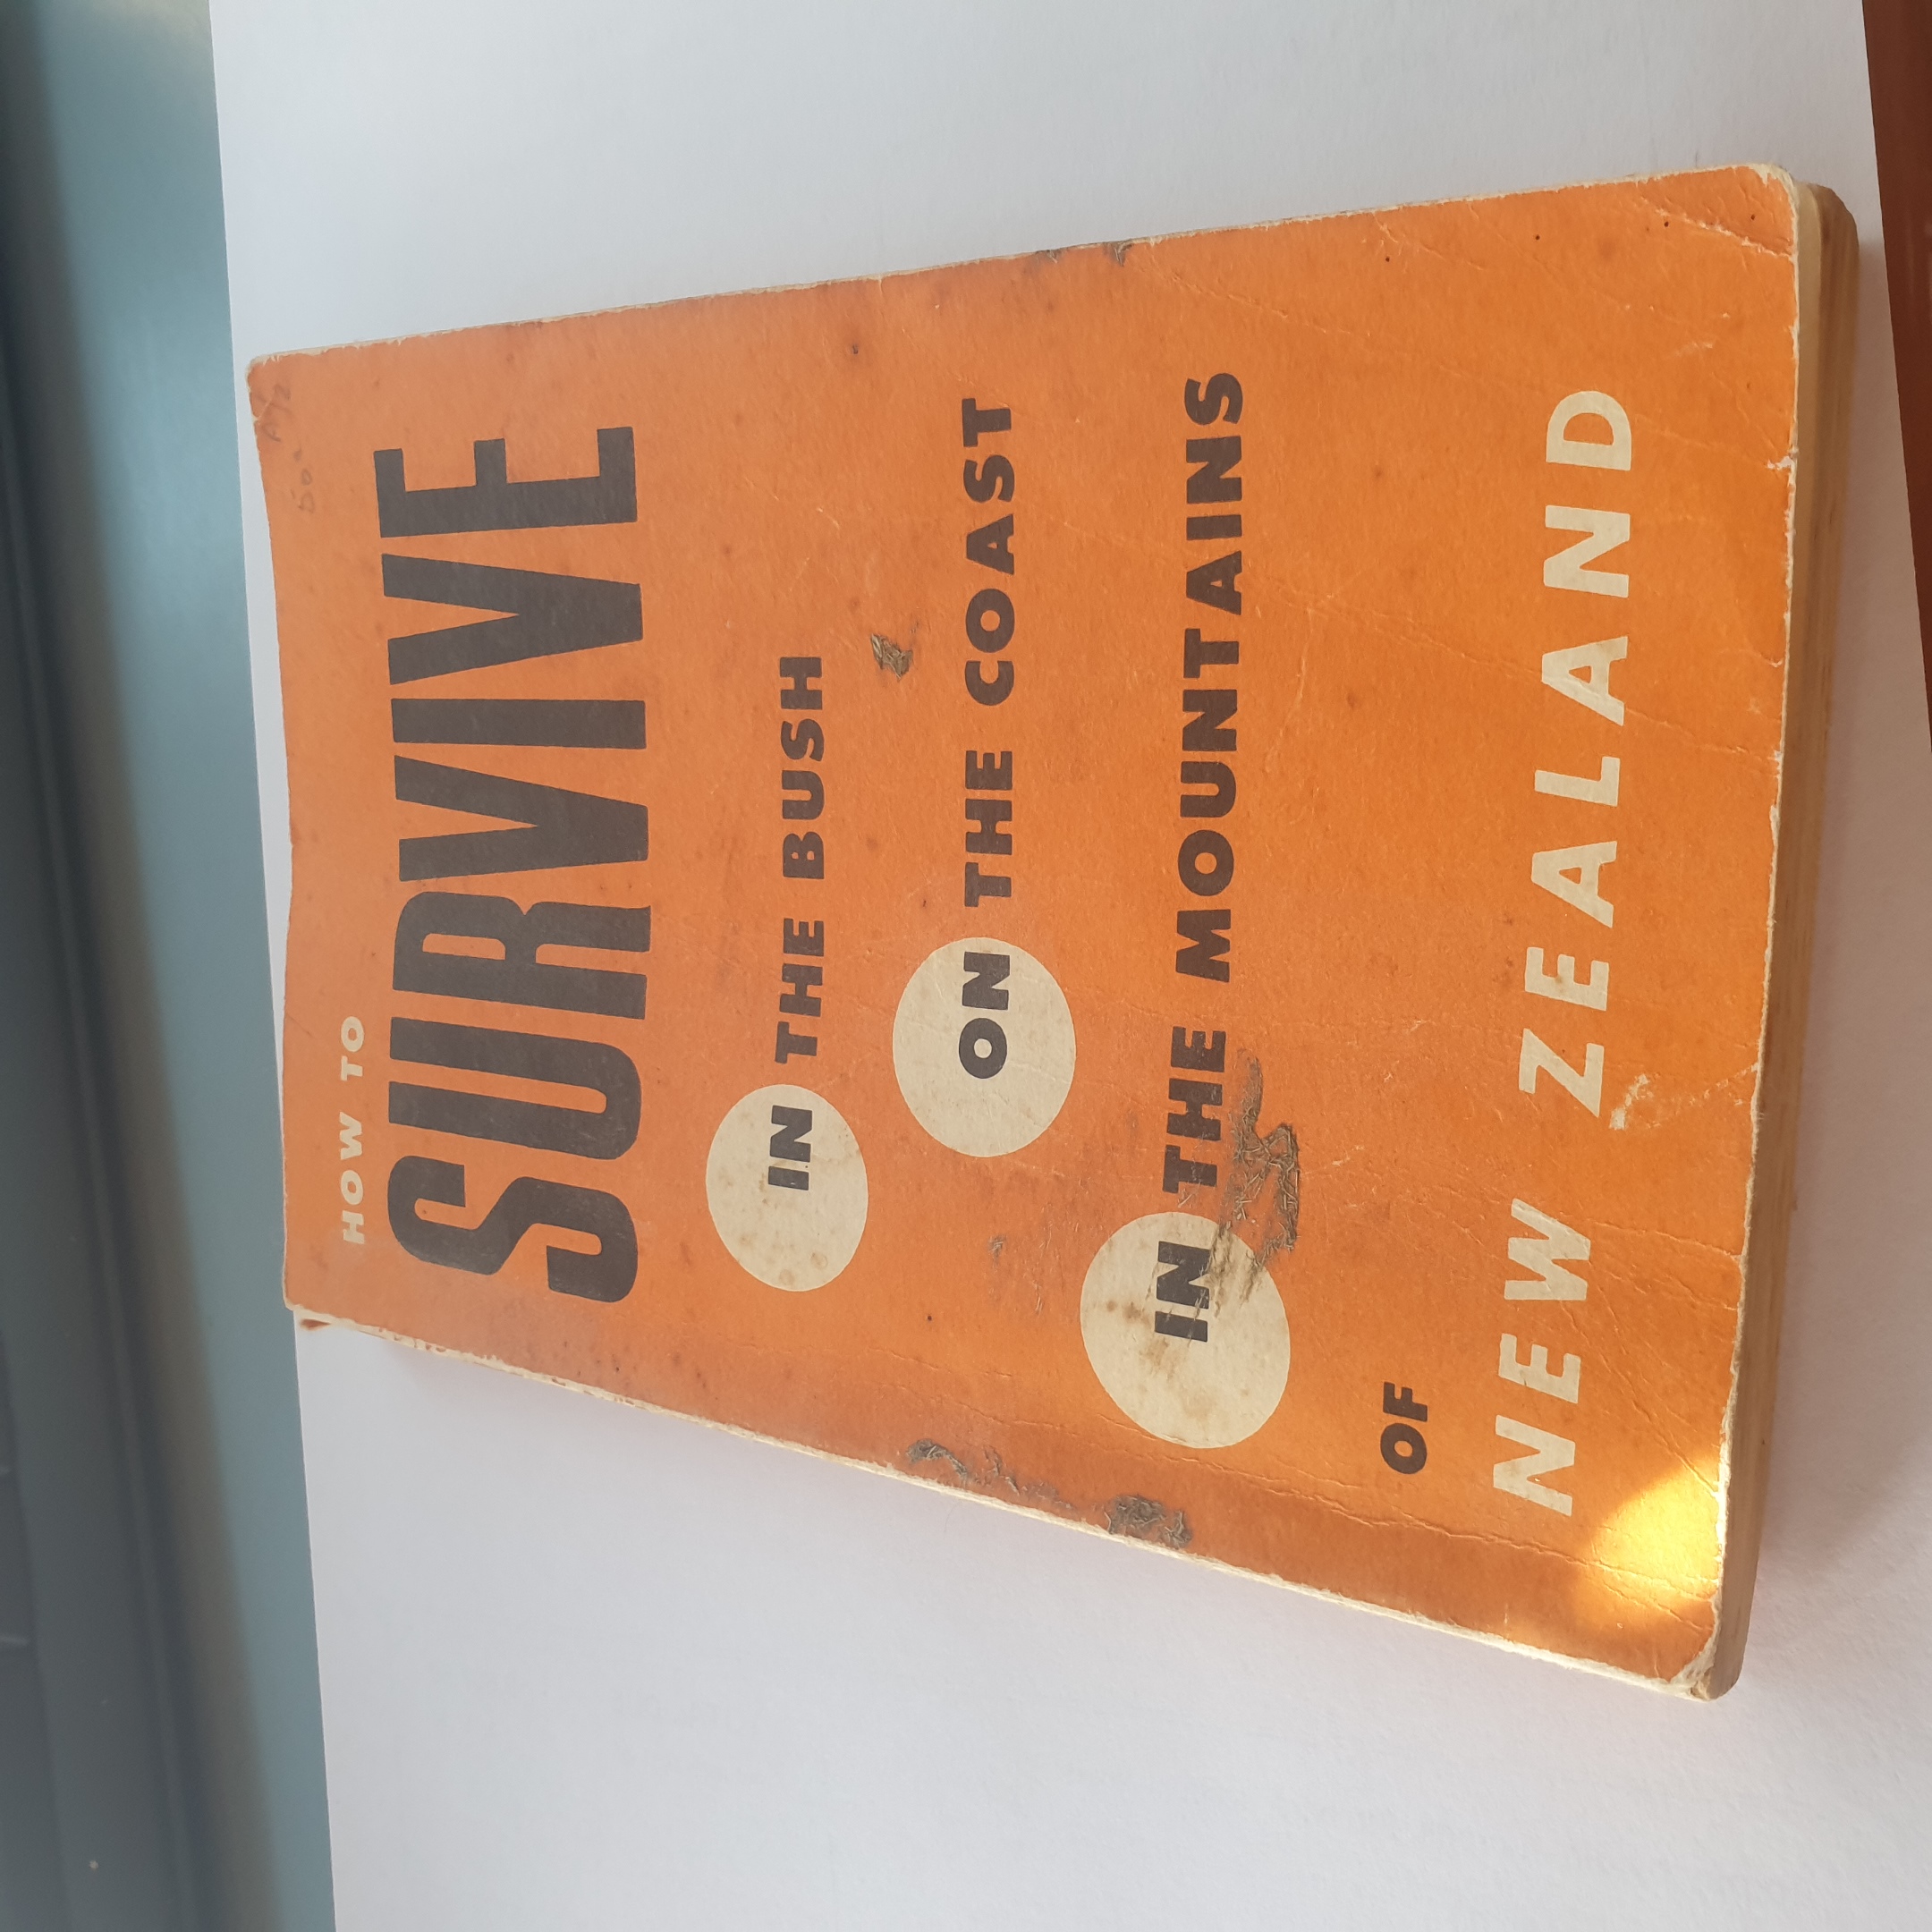 HOW TO
SURVIVE
IN THE BUSH
ON THE COAST
IN THE MOUNTAINS
OF
NEW ZEALAND